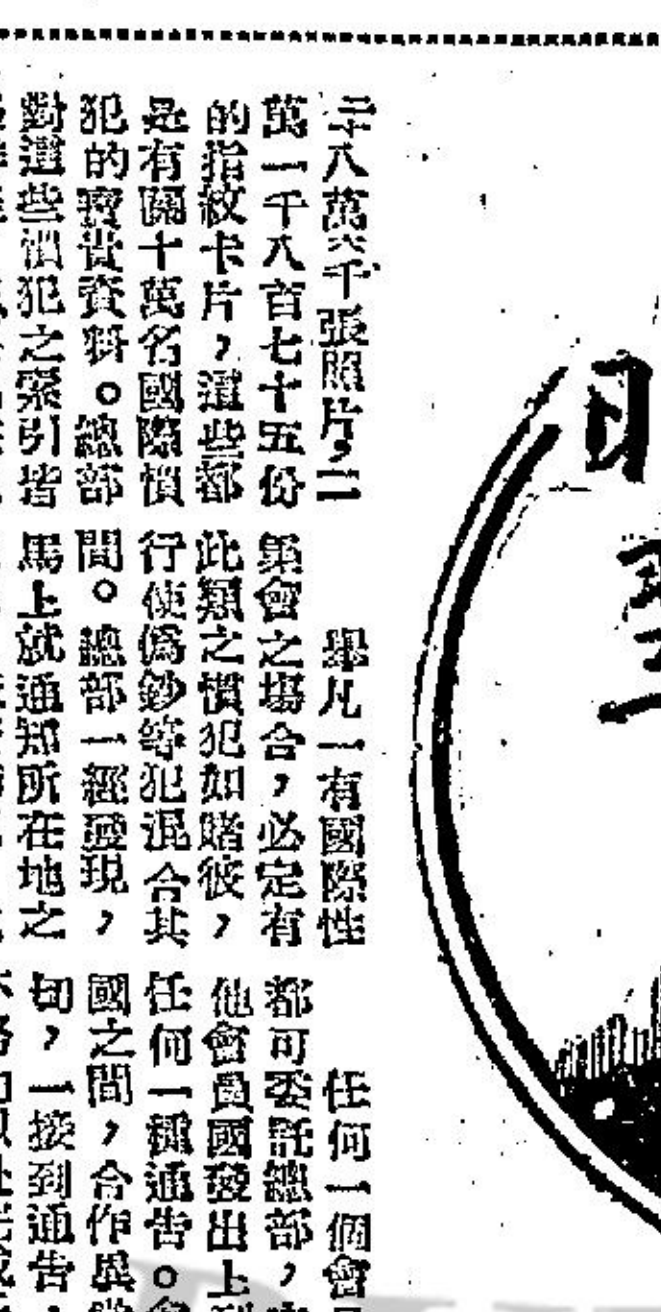 二十八萬六千張照片，二
萬一千八百七十五份
的指紋卡片，這些都
是有關十萬名國際慣
犯的寶貴資料。總部
對這些慣犯之索引皆
舉凡一有國際性
集會之場合，必定有
此類之慣犯如賭徒，
行使僞鈔等犯混合其
間。總部一經發現，
馬上就通知所在地之
任何一個會
都可委託總部，
他會員國發出上
任何一種通告。
國之間，合作異
切，一接到通告，